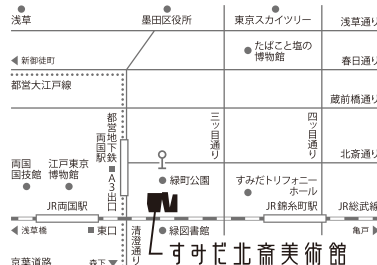 浅草
墨田区役所
東京スカイツリー
浅草通り
たばこと塩の
博物館
新御徒町
春日通り
都営大江戸線
蔵前橋通り
都営地下鉄
両国駅
A3出口
三ツ目通り
四ツ目通り
北斎通り
両国
国技館
江戸東京
博物館
緑町公園
すみだトリフォニー
ホール
JR両国駅
JR錦糸町駅
JR総武線
浅草橋
東口
清澄通り
緑図書館
亀戸
京葉道路
森下
すみだ北斎美術館